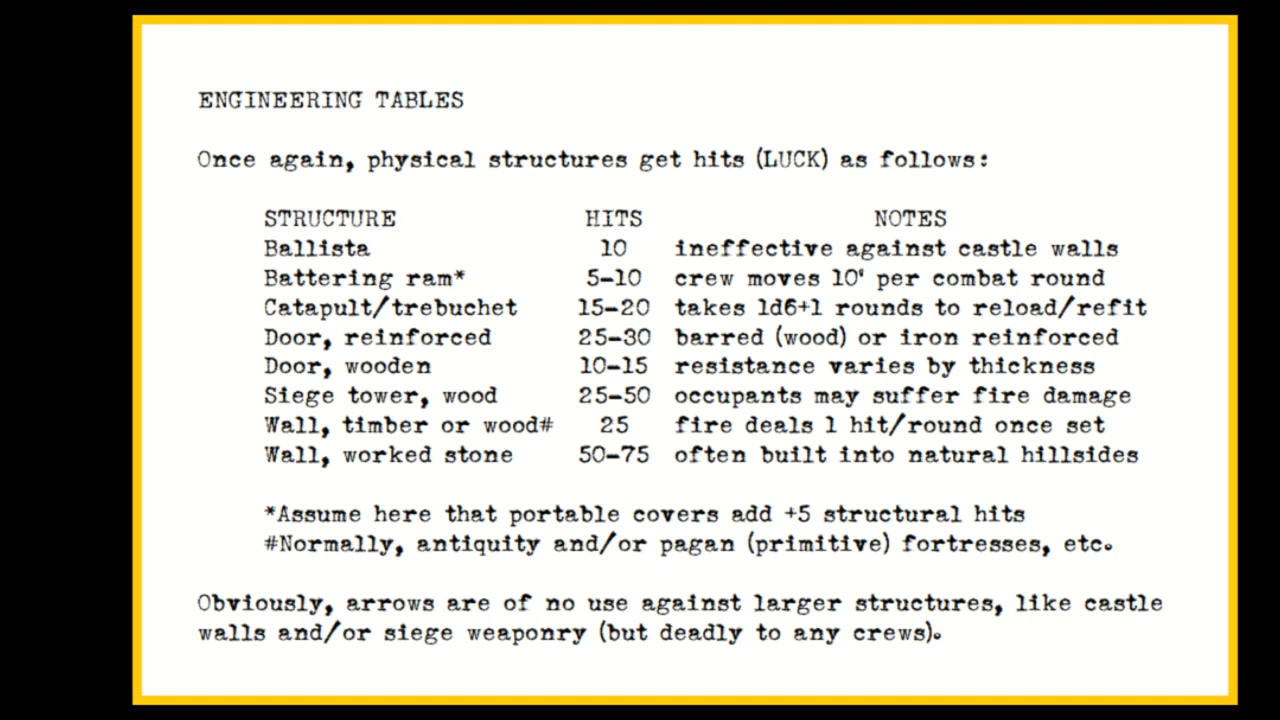 ENGINEERING TABLES
Once again, physical structures get hits (LUCK) as follows:
STRUCTURE HITS NOTES
Ballista 10 ineffective against castle walls
Battering ram* 5-10 crew moves 10' per combat round
Catapult/trebuchet 15-20 takes 1d6+1 rounds to reload/refit
Door, reinforced 25-30 barred (wood) or iron reinforced
Door, wooden 10-15 resistance varies by thickness
Siege tower, wood 25-50 occupants may suffer fire damage
Wall, timber or wood# 25 fire deals 1 hit/round once set
Wall, worked stone 50-75 often built into natural hillsides
*Assume here that portable covers add +5 structural hits
#Normally, antiquity and/or pagan (primitive) fortresses, etc.
Obviously, arrows are of no use against larger structures, like castle
walls and/or siege weaponry (but deadly to any crews).